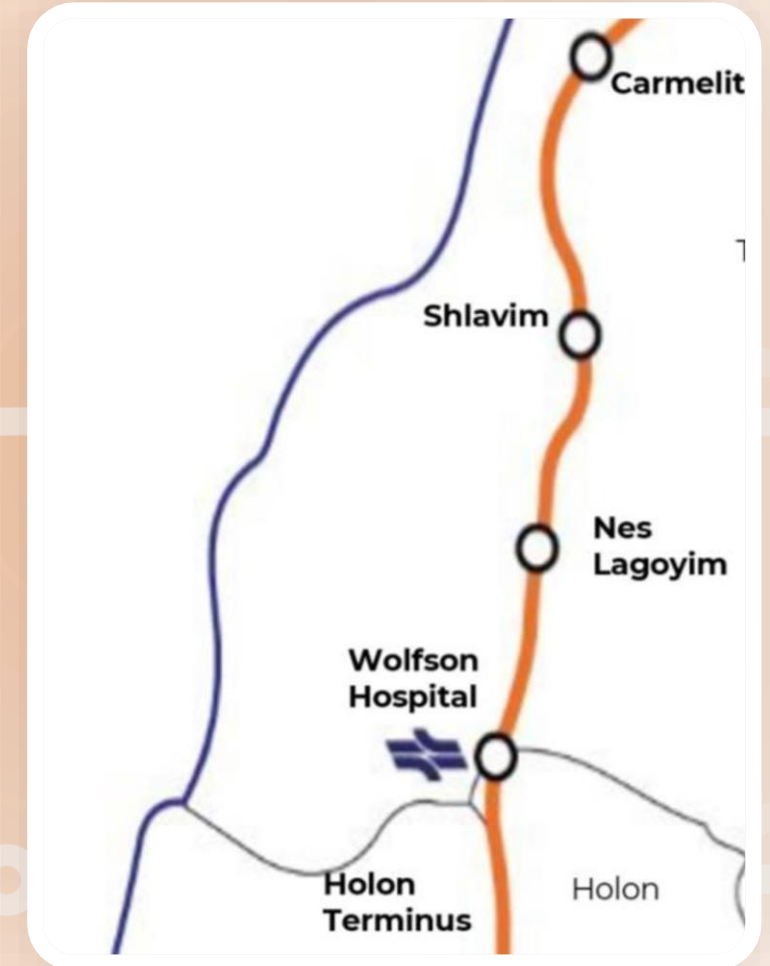 Carmelit
Shlavim
Nes
Lagoyim
Wolfson
Hospital
Holon
Terminus
Holon